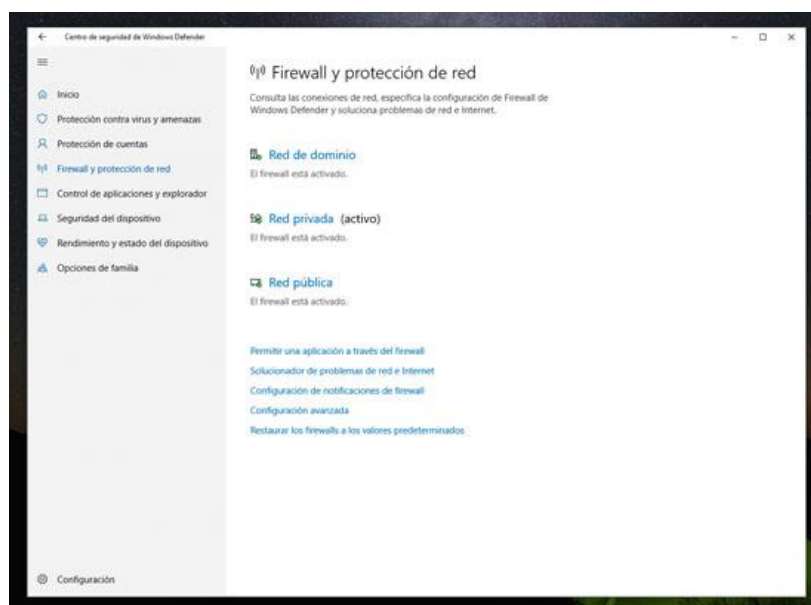 Centro de seguridad de Windows Defender
Inicio
Protección contra virus y amenazas
Protección de cuentas
Firewall y protección de red
Control de aplicaciones y explorador
Seguridad del dispositivo
Rendimiento y estado del dispositivo
Opciones de familia
Configuración
Firewall y protección de red
Consulta las conexiones de red, especifica la configuración de Firewall de
Windows Defender y soluciona problemas de red e Internet.
Red de dominio
El firewall está activado.
Red privada (activo)
El firewall está activado.
Red pública
El firewall está activado.
Permitir una aplicación a través del firewall
Solucionador de problemas de red e Internet
Configuración de notificaciones de firewall
Configuración avanzada
Restaurar los firewalls a los valores predeterminados